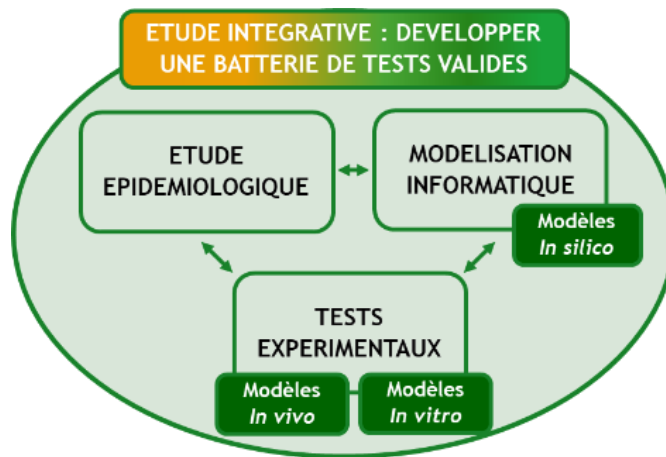 ETUDE INTEGRATIVE : DEVELOPPER
UNE BATTERIE DE TESTS VALIDES
ETUDE
EPIDEMIOLOGIQUE
MODELISATION
INFORMATIQUE
Modèles
In silico
TESTS
EXPERIMENTAUX
Modèles
In vivo
Modèles
In vitro